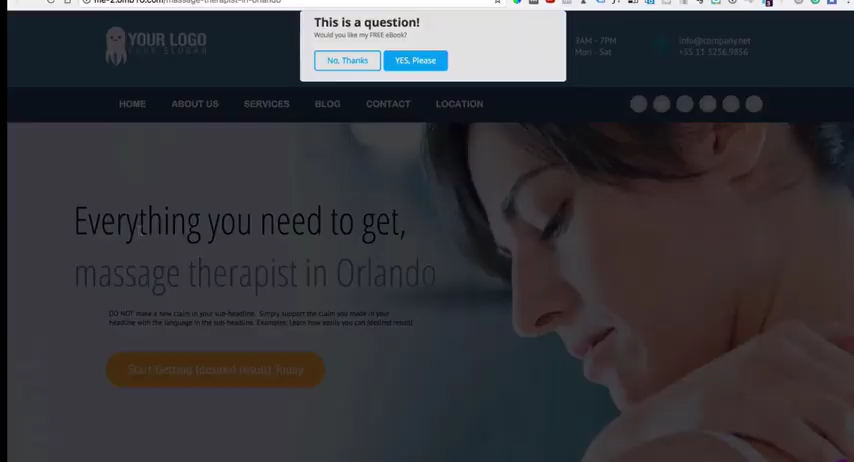 This is a question!
Would you like my FREE eBook?
No, Thanks
YES, Please
YOUR LOGO
YOUR SLOGAN
3AM - 7PM
Mon - Sat
info@company.net
+55 11 3256.9856
HOME
ABOUT US
SERVICES
BLOG
CONTACT
LOCATION
Everything you need to get,
massage therapist in Orlando
DO NOT make a new claim in your sub-headline. Simply support the claim you made in your
headline with the language in the sub-headline. Examples: Learn how easily you can [desired result]
Start Getting [desired result] Today